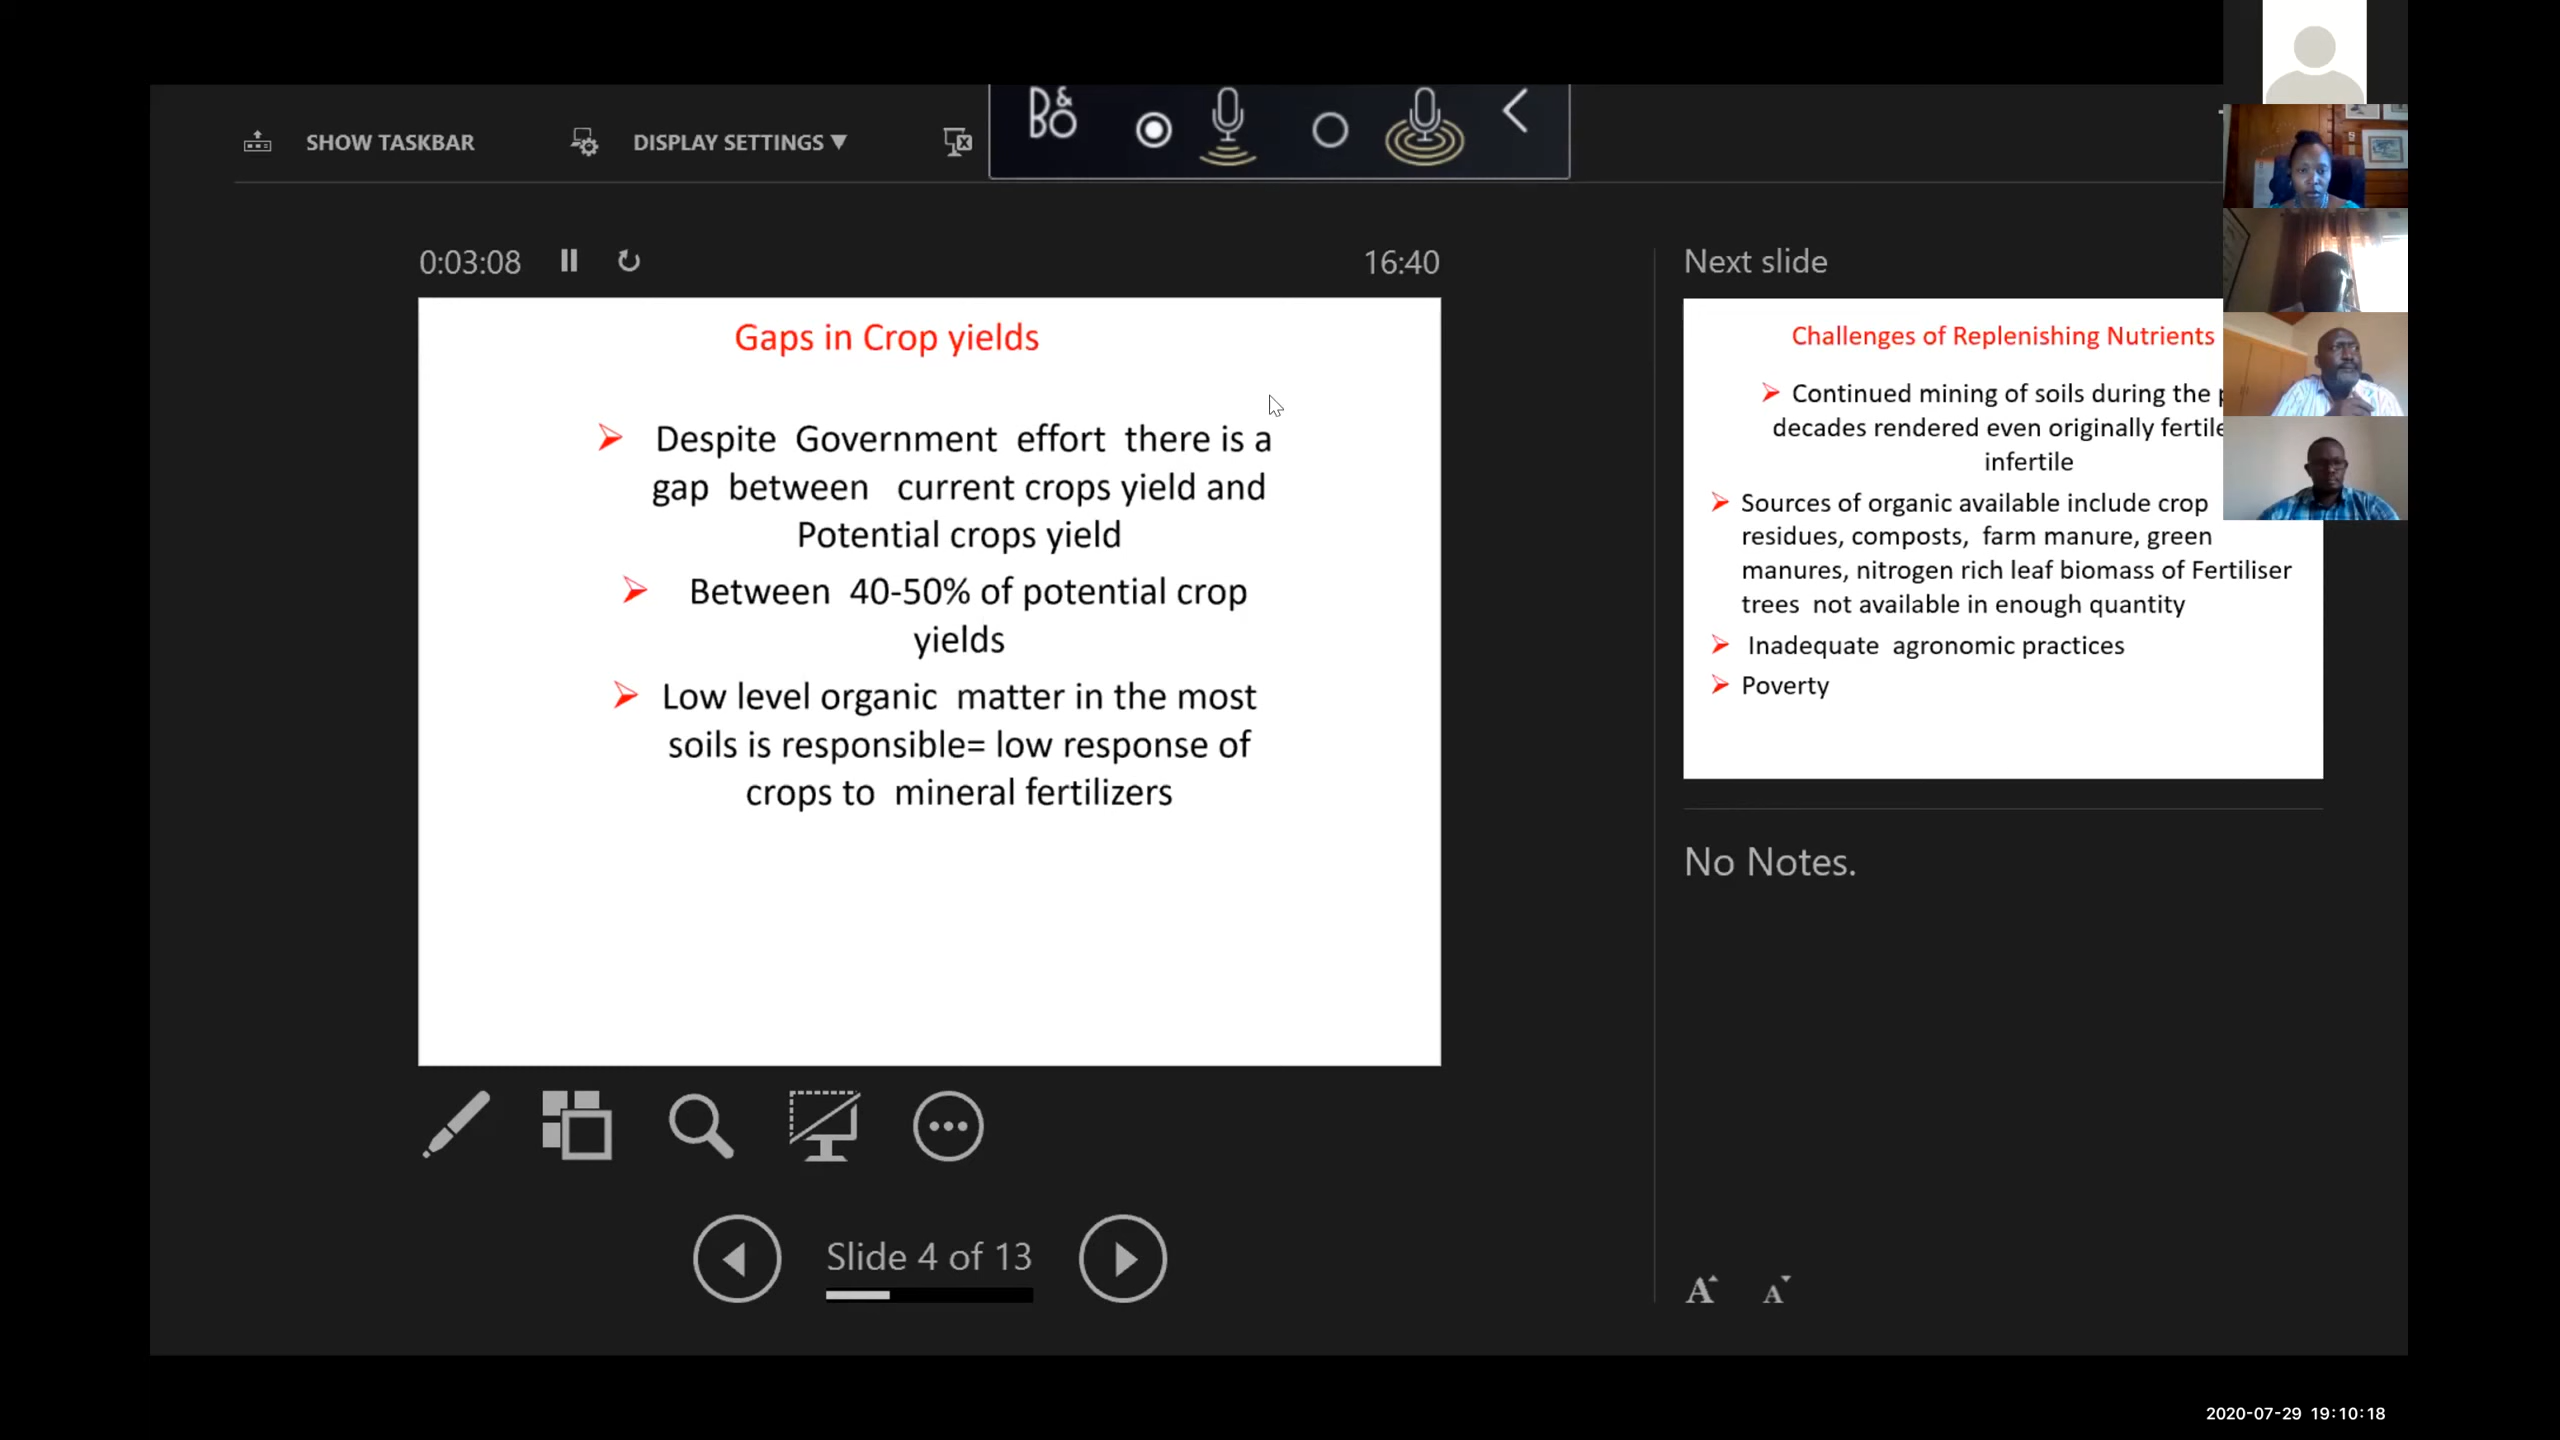 SHOW TASKBAR
DISPLAY SETTINGS
B&O
0:03:08
16:40
Gaps in Crop yields
Despite Government effort there is a
gap between current crops yield and
Potential crops yield
Between 40-50% of potential crop
yields
Low level organic matter in the most
soils is responsible= low response of
crops to mineral fertilizers
Slide 4 of 13
Next slide
Challenges of Replenishing Nutrients
Continued mining of soils during the
decades rendered even originally fertile
infertile
Sources of organic available include crop
residues, composts, farm manure, green
manures, nitrogen rich leaf biomass of Fertiliser
trees not available in enough quantity
Inadequate agronomic practices
Poverty
No Notes.
A A
2020-07-29 19:10:18